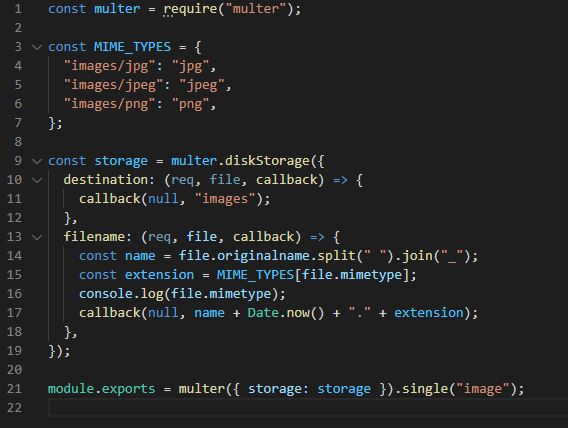 1 const multer = require("multer");
2
3 const MIME_TYPES = {
4 "images/jpg": "jpg",
5 "images/jpeg": "jpeg",
6 "images/png": "png",
7 };
8
9 const storage = multer.diskStorage({
10 destination: (req, file, callback) => {
11 callback(null, "images");
12 },
13 filename: (req, file, callback) => {
14 const name = file.originalname.split(" ").join("_");
15 const extension = MIME_TYPES[file.mimetype];
16 console.log(file.mimetype);
17 callback(null, name + Date.now() + "." + extension);
18 },
19 });
20
21 module.exports = multer({ storage: storage }).single("image");
22